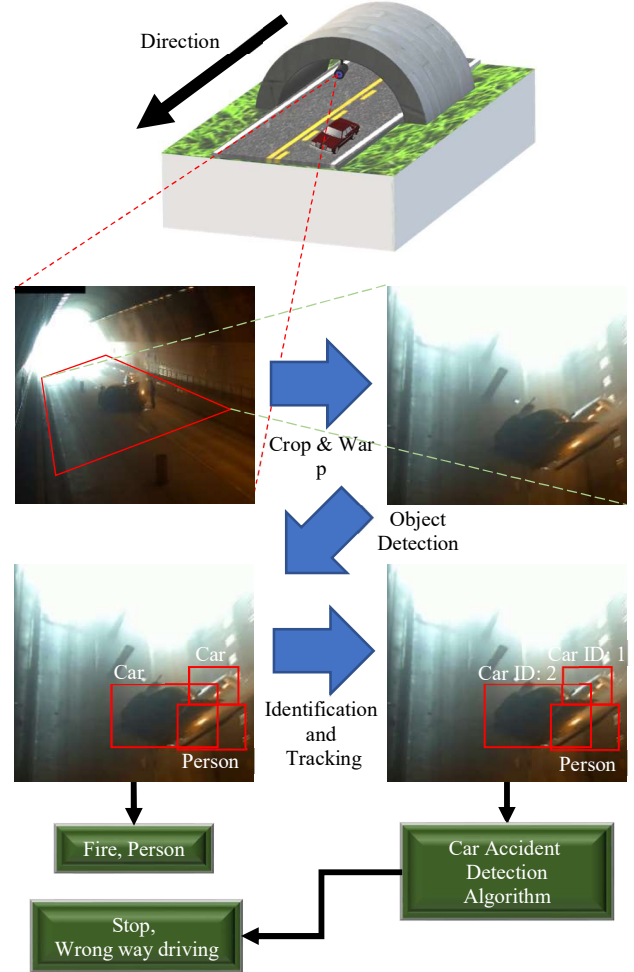 Direction
Crop & War
p
Object
Detection
Car
Car
Person
Identification
and
Tracking
Car ID: 1
Car ID: 2
Person
Fire, Person
Car Accident
Detection
Algorithm
Stop,
Wrong way driving